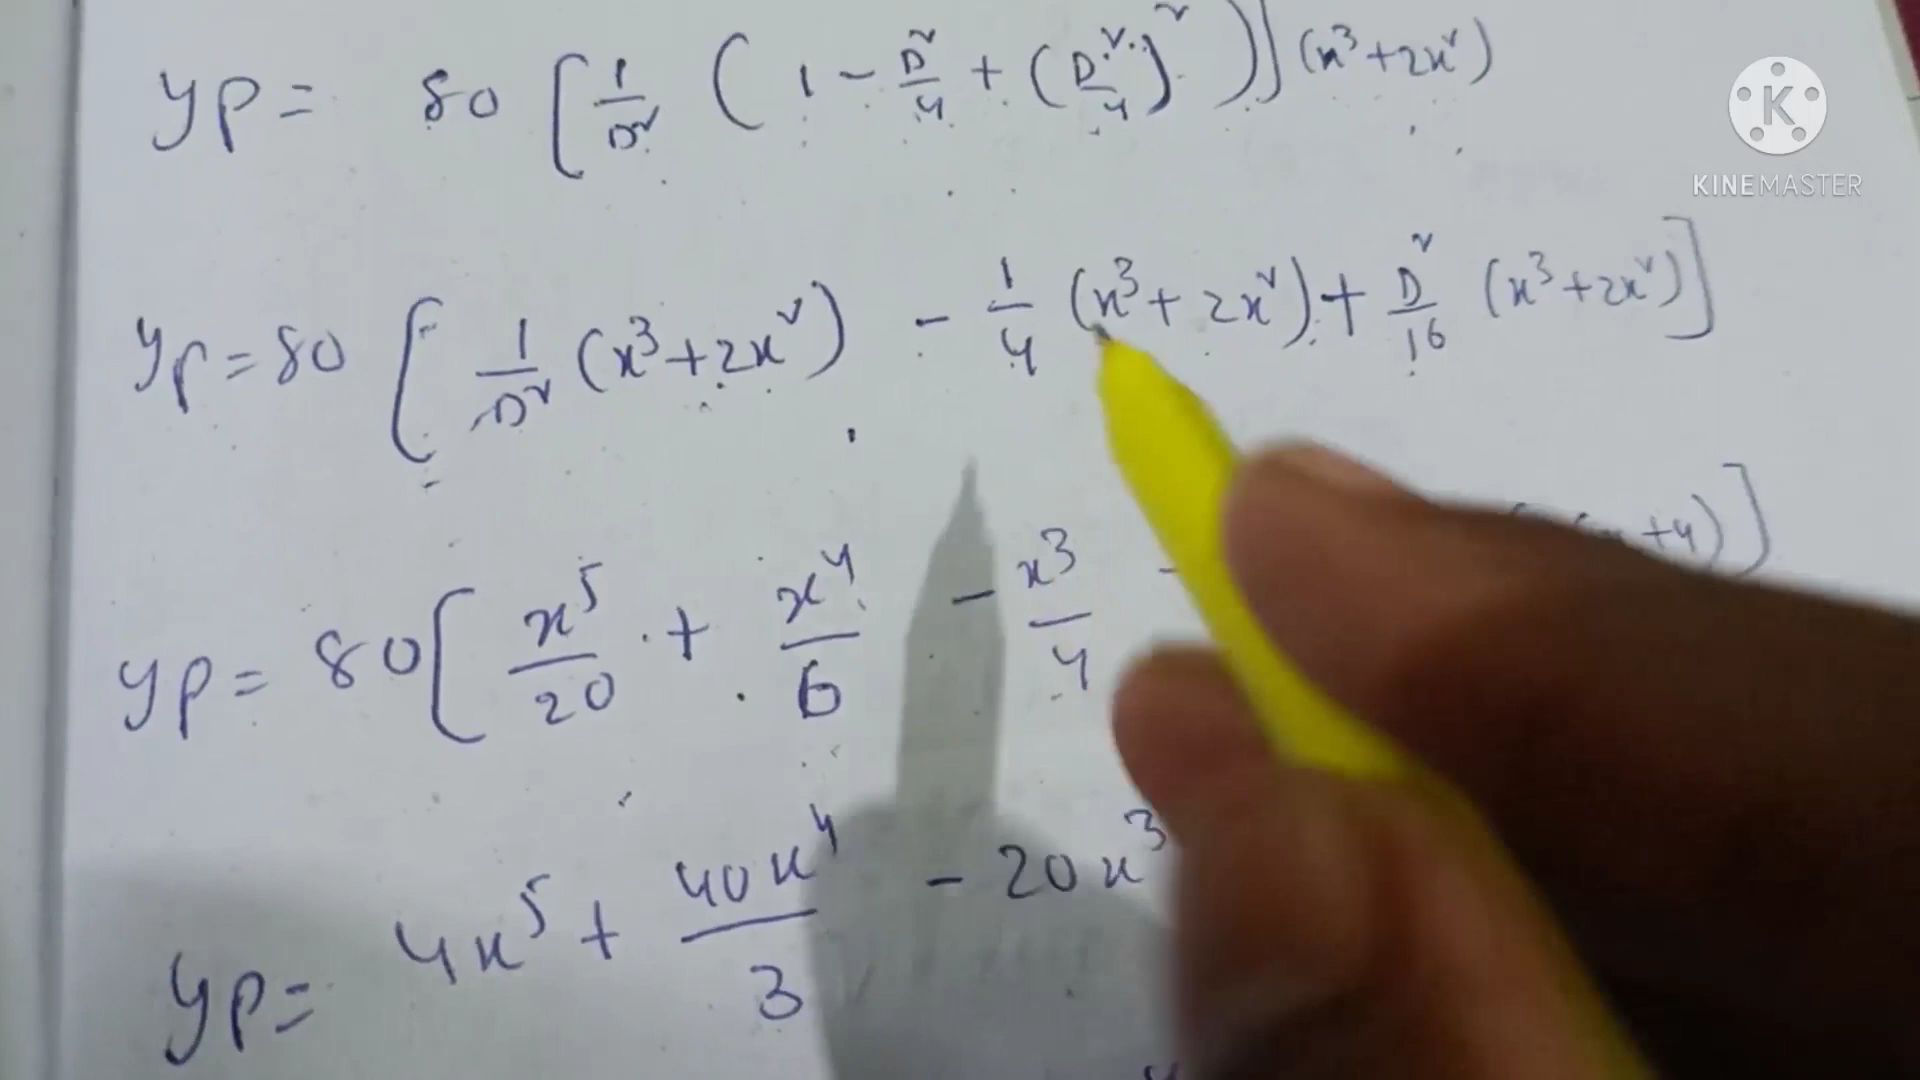 yp = 80 [1/D² (1 - D²/4 + (D²/4)²)] (x³+2x²)
K
KINEMASTER
yp = 80 [1/D² (x³+2x²) - 1/4 (x³+2x²) + D²/16 (x³+2x²)]
yp = 80 [x⁵/20 + x⁴/6 - x³/4 - +4)]
yp = 4x⁵ + 40x⁴/3 - 20x³